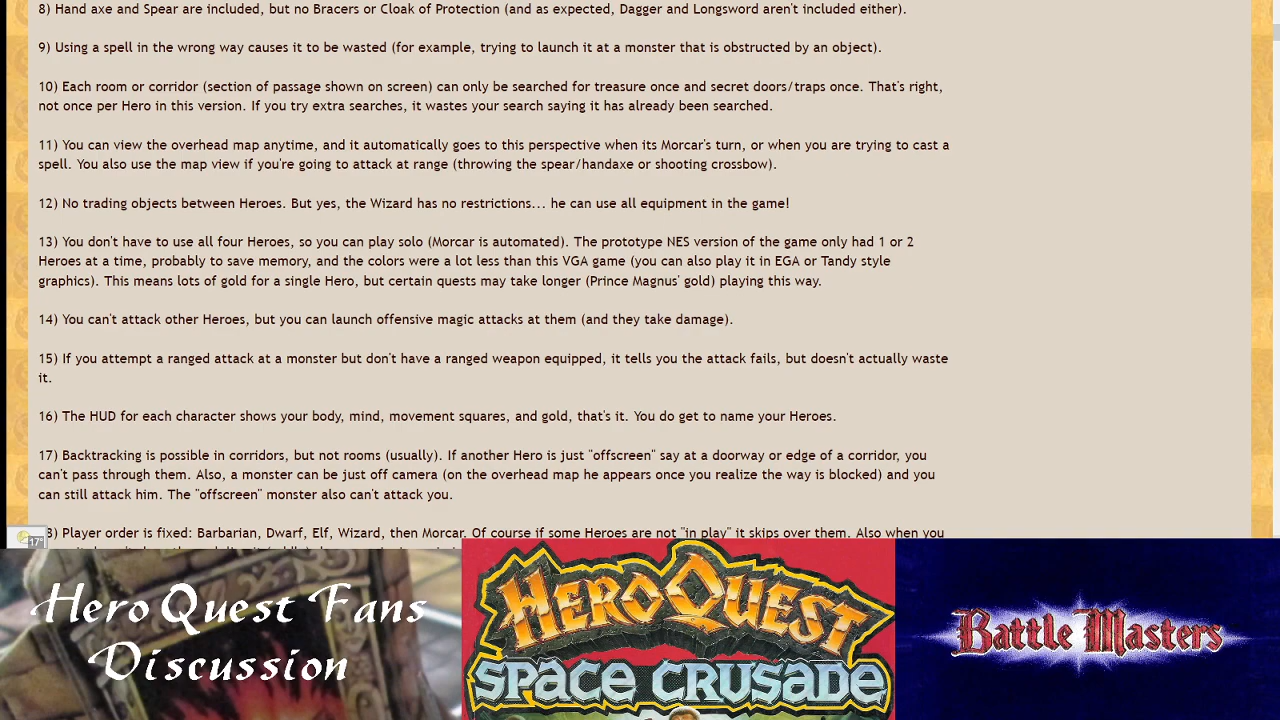 8) Hand axe and Spear are included, but no Bracers or Cloak of Protection (and as expected, Dagger and Longsword aren't included either).
9) Using a spell in the wrong way causes it to be wasted (for example, trying to launch it at a monster that is obstructed by an object).
10) Each room or corridor (section of passage shown on screen) can only be searched for treasure once and secret doors/traps once. That's right,
not once per Hero in this version. If you try extra searches, it wastes your search saying it has already been searched.
11) You can view the overhead map anytime, and it automatically goes to this perspective when its Morcar's turn, or when you are trying to cast a
spell. You also use the map view if you're going to attack at range (throwing the spear/handaxe or shooting crossbow).
12) No trading objects between Heroes. But yes, the Wizard has no restrictions... he can use all equipment in the game!
13) You don't have to use all four Heroes, so you can play solo (Morcar is automated). The prototype NES version of the game only had 1 or 2
Heroes at a time, probably to save memory, and the colors were a lot less than this VGA game (you can also play it in EGA or Tandy style
graphics). This means lots of gold for a single Hero, but certain quests may take longer (Prince Magnus' gold) playing this way.
14) You can't attack other Heroes, but you can launch offensive magic attacks at them (and they take damage).
15) If you attempt a ranged attack at a monster but don't have a ranged weapon equipped, it tells you the attack fails, but doesn't actually waste
it.
16) The HUD for each character shows your body, mind, movement squares, and gold, that's it. You do get to name your Heroes.
17) Backtracking is possible in corridors, but not rooms (usually). If another Hero is just "offscreen" say at a doorway or edge of a corridor, you
can't pass through them. Also, a monster can be just off camera (on the overhead map he appears once you realize the way is blocked) and you
can still attack him. The "offscreen" monster also can't attack you.
8) Player order is fixed: Barbarian, Dwarf, Elf, Wizard, then Morcar. Of course if some Heroes are not "in play" it skips over them. Also when you
17°
Hero Quest Fans
Discussion
HEROQUEST
SPACE CRUSADE
Battle Masters